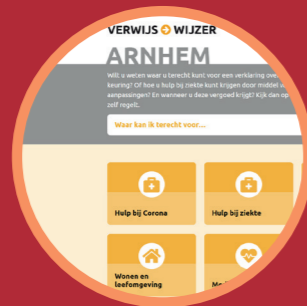 VERWIJS WIJZER
ARNHEM
Wilt u weten waar u terecht kunt voor een verklaring over
keuring? Of hoe u hulp bij ziekte kunt krijgen door middel
aanpassingen? En wanneer u deze vergoed krijgt? Kijk dan op
zelf regelt.
Waar kan ik terecht voor...
Hulp bij Corona
Hulp bij ziekte
Wonen en
leefomgeving